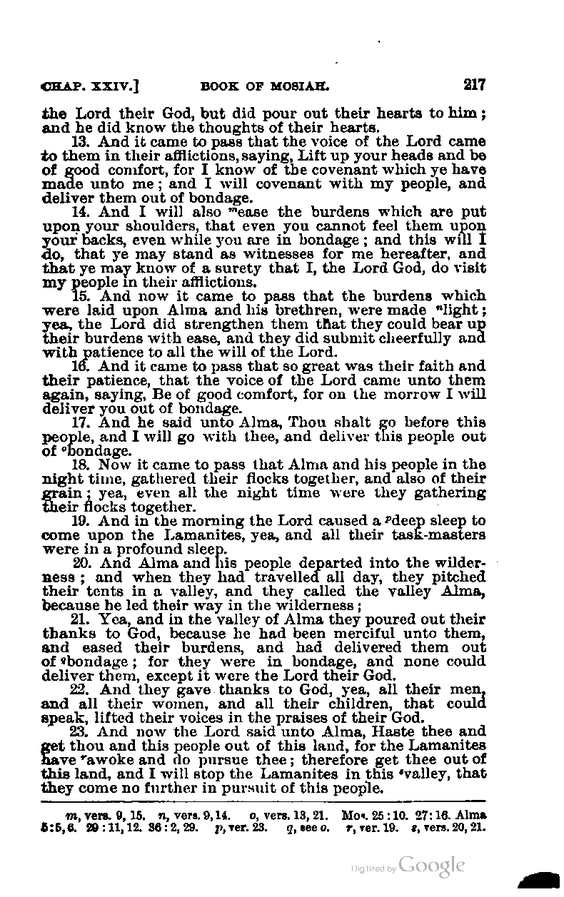 CHAP. XXIV.] BOOK OF MOSIAH. 217
the Lord their God, but did pour out their hearts to him;
and he did know the thoughts of their hearts.
13. And it came to pass that the voice of the Lord came
to them in their afflictions, saying, Lift up your heads and be
of good comfort, for I know of the covenant which ye have
made unto me; and I will covenant with my people, and
deliver them out of bondage.
14. And I will also ᵐease the burdens which are put
upon your shoulders, that even you cannot feel them upon
your backs, even while you are in bondage; and this will I
do, that ye may stand as witnesses for me hereafter, and
that ye may know of a surety that I, the Lord God, do visit
my people in their afflictions.
15. And now it came to pass that the burdens which
were laid upon Alma and his brethren, were made ⁿlight;
yea, the Lord did strengthen them that they could bear up
their burdens with ease, and they did submit cheerfully and
with patience to all the will of the Lord.
16. And it came to pass that so great was their faith and
their patience, that the voice of the Lord came unto them
again, saying, Be of good comfort, for on the morrow I will
deliver you out of bondage.
17. And he said unto Alma, Thou shalt go before this
people, and I will go with thee, and deliver this people out
of ᵒbondage.
18. Now it came to pass that Alma and his people in the
night time, gathered their flocks together, and also of their
grain; yea, even all the night time were they gathering
their flocks together.
19. And in the morning the Lord caused a ᵖdeep sleep to
come upon the Lamanites, yea, and all their task-masters
were in a profound sleep.
20. And Alma and his people departed into the wilder-
ness; and when they had travelled all day, they pitched
their tents in a valley, and they called the valley Alma,
because he led their way in the wilderness;
21. Yea, and in the valley of Alma they poured out their
thanks to God, because he had been merciful unto them,
and eased their burdens, and had delivered them out
of qbondage; for they were in bondage, and none could
deliver them, except it were the Lord their God.
22. And they gave thanks to God, yea, all their men,
and all their women, and all their children, that could
speak, lifted their voices in the praises of their God.
23. And now the Lord said unto Alma, Haste thee and
get thou and this people out of this land, for the Lamanites
have ʳawoke and do pursue thee; therefore get thee out of
this land, and I will stop the Lamanites in this ˢvalley, that
they come no further in pursuit of this people.
m, vers. 9, 15. n, vers. 9, 14. o, vers. 13, 21. Mos. 25:10. 27:16. Alma
5:5, 6. 29:11, 12. 36:2, 29. p, ver. 23. q, see o. r, ver. 19. s, vers. 20, 21.
Digitized by Google